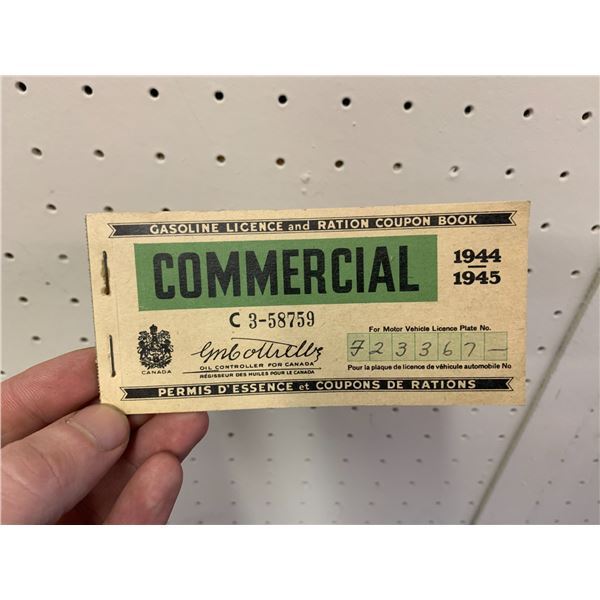 GASOLINE LICENCE and RATION COUPON BOOK
COMMERCIAL
1944
1945
C 3-58759
For Motor Vehicle Licence Plate No.
723367-
OIL CONTROLLER FOR CANADA
RÉGISSEUR DES HUILES POUR LE CANADA
Pour la plaque de licence de véhicule automobile No
CANADA
PERMIS D'ESSENCE et COUPONS DE RATIONS